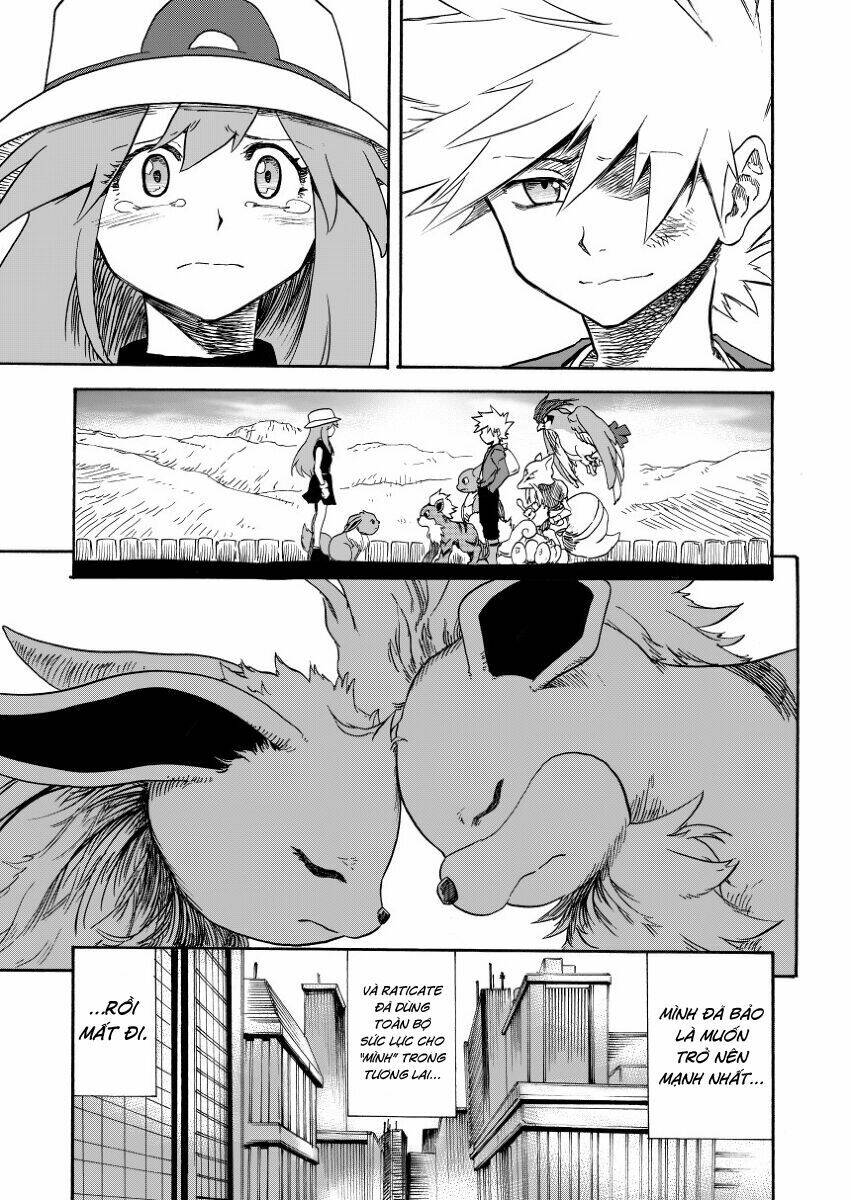 MÌNH ĐÃ BẢO
LÀ MUỐN
TRỞ NÊN
MẠNH NHẤT...
VÀ RATICATE
ĐÃ DÙNG
TOÀN BỘ
SỨC LỰC CHO
"MÌNH" TRONG
TƯƠNG LAI...
...RỒI
MẤT ĐI.